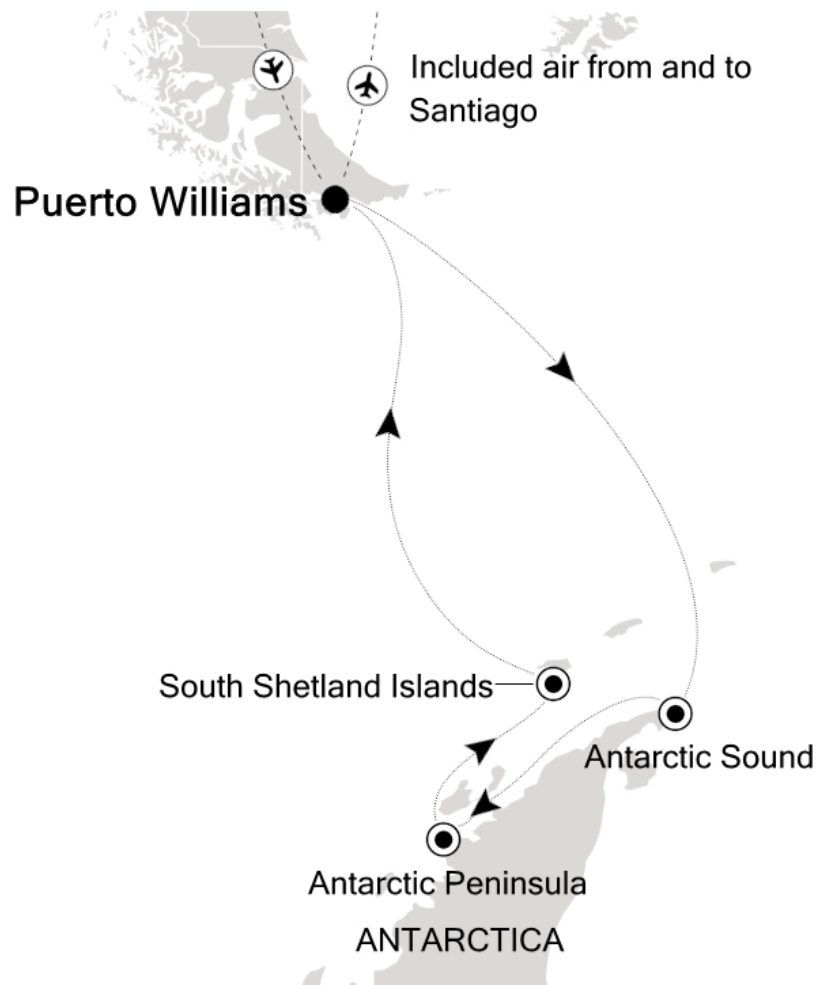 Included air from and to
Santiago
Puerto Williams
South Shetland Islands
Antarctic Sound
Antarctic Peninsula
ANTARCTICA